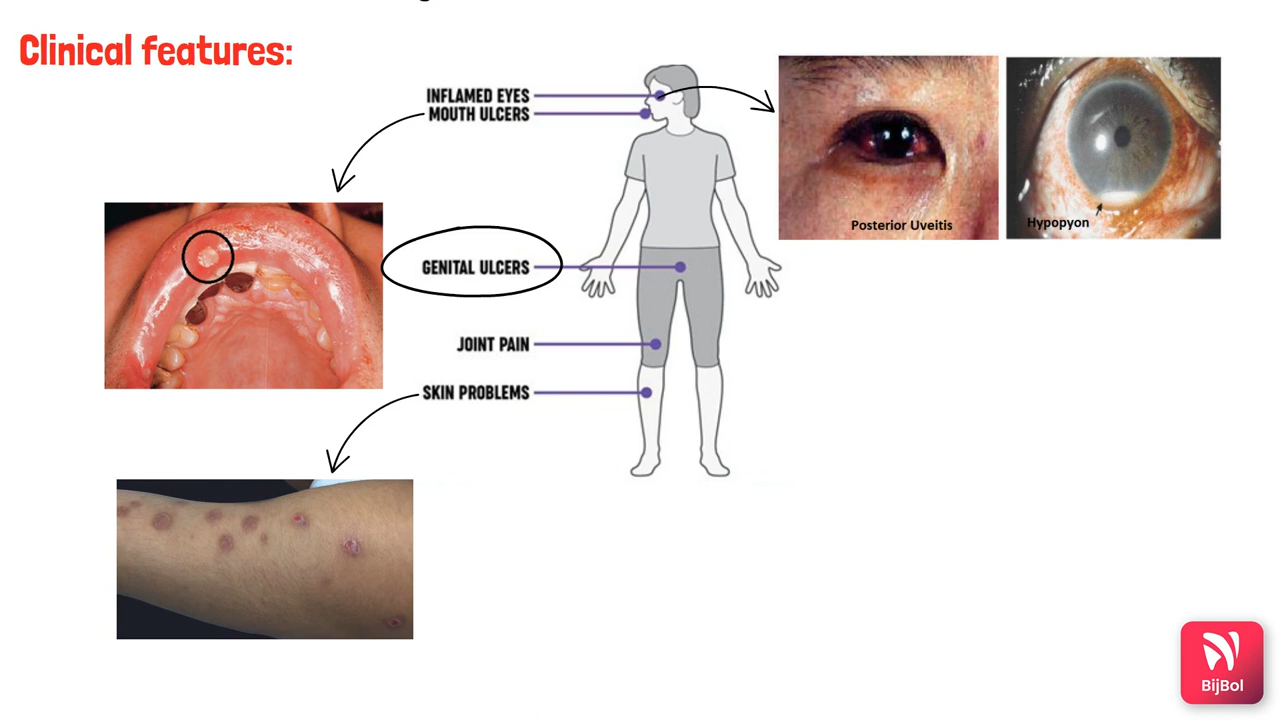 Clinical features:
INFLAMED EYES
MOUTH ULCERS
Posterior Uveitis
Hypopyon
GENITAL ULCERS
JOINT PAIN
SKIN PROBLEMS
BijBol